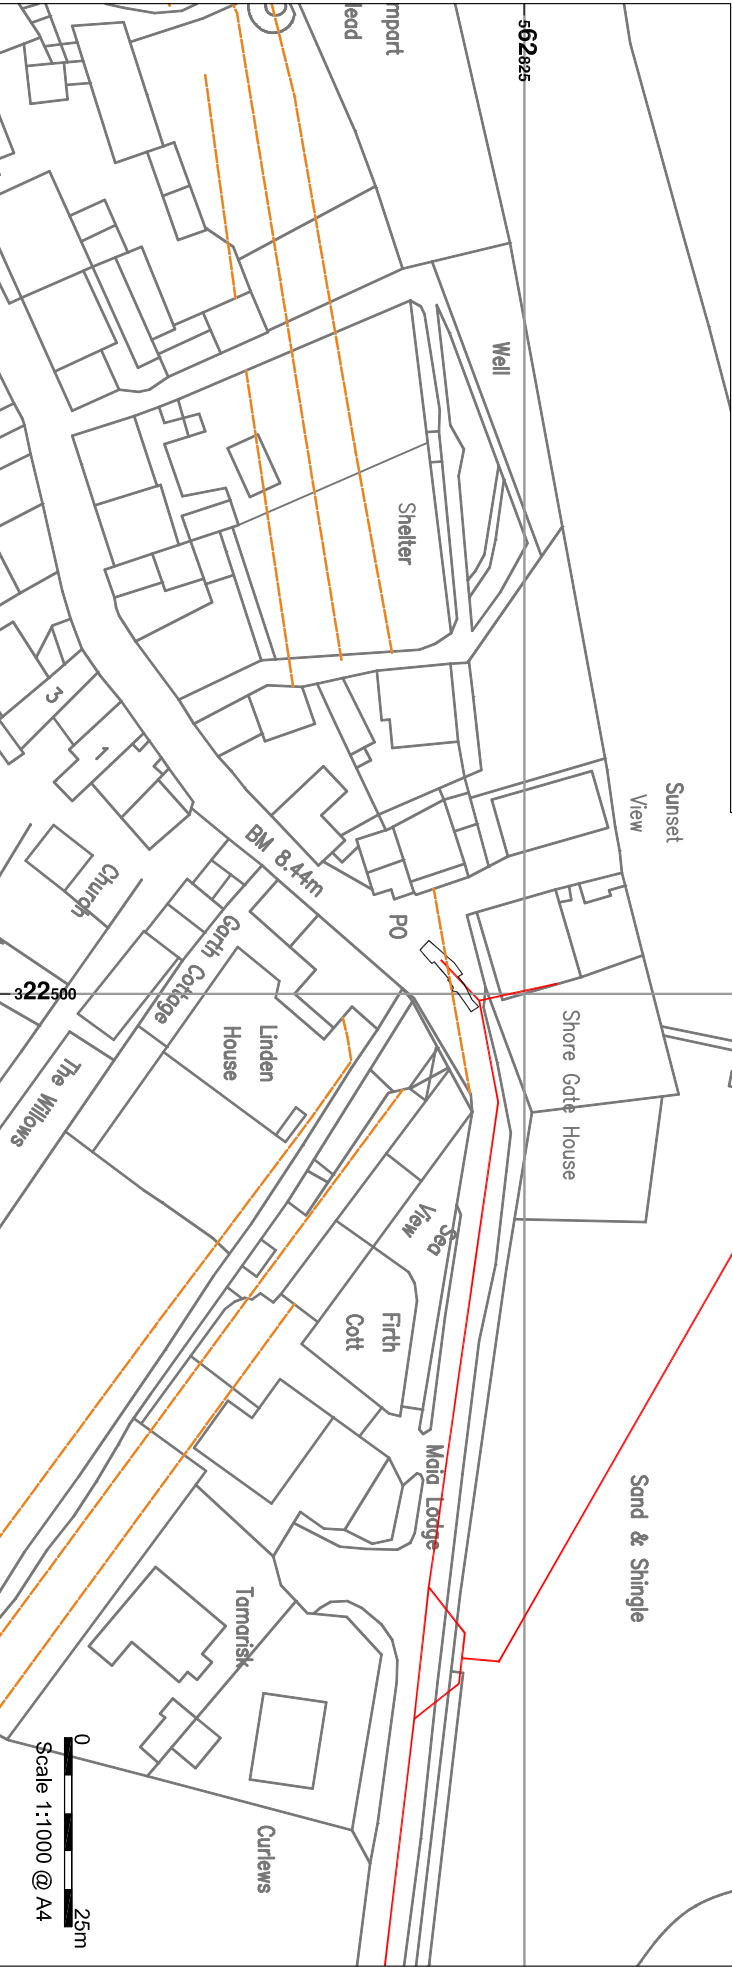 mpart
lead
562825
Well
Shelter
Sunset
View
3
1
BM 8.44m
Church
PO
Garth Cottage
322500
Linden
House
The Willows
Shore Gate House
Sea
View
Firth
Cott
Maia Lodge
Sand & Shingle
Tamarisk
Curlews
0
25m
Scale 1:1000 @ A4